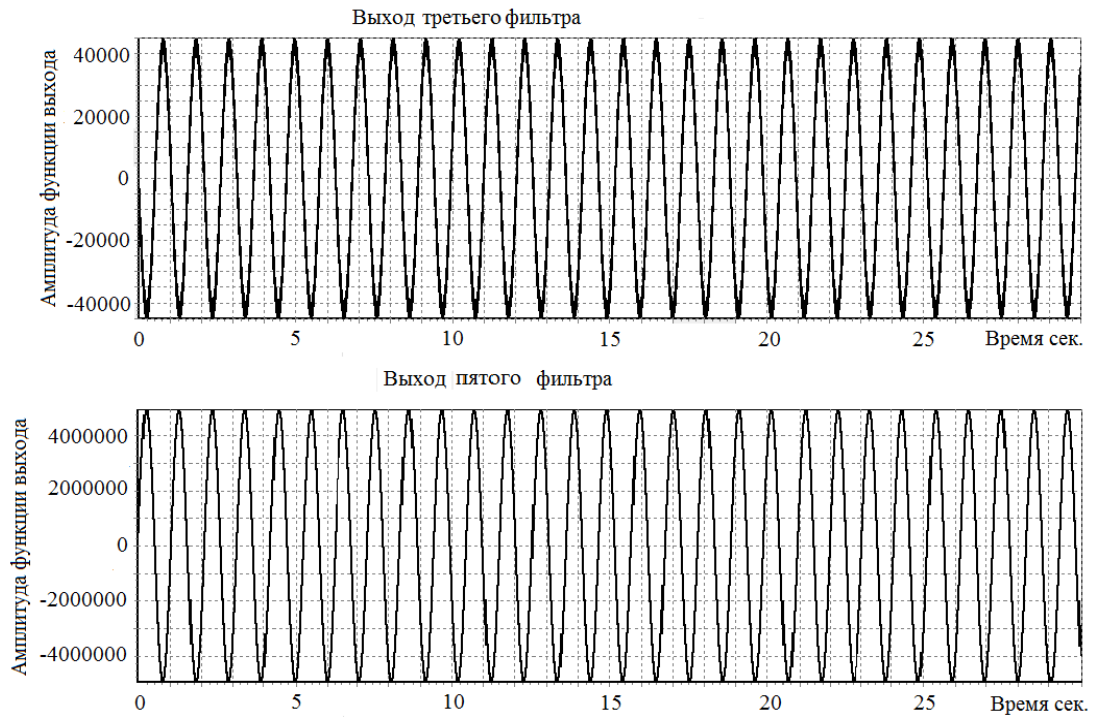 Выход третьего фильтра
Амплитуда функции выхода
40000
20000
0
-20000
-40000
0 5 10 15 20 25 Время сек.
Выход пятого фильтра
Амплитуда функции выхода
4000000
2000000
0
-2000000
-4000000
0 5 10 15 20 25 Время сек.